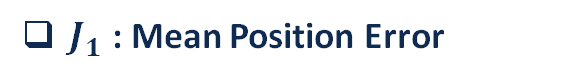 ❑ J₁ : Mean Position Error